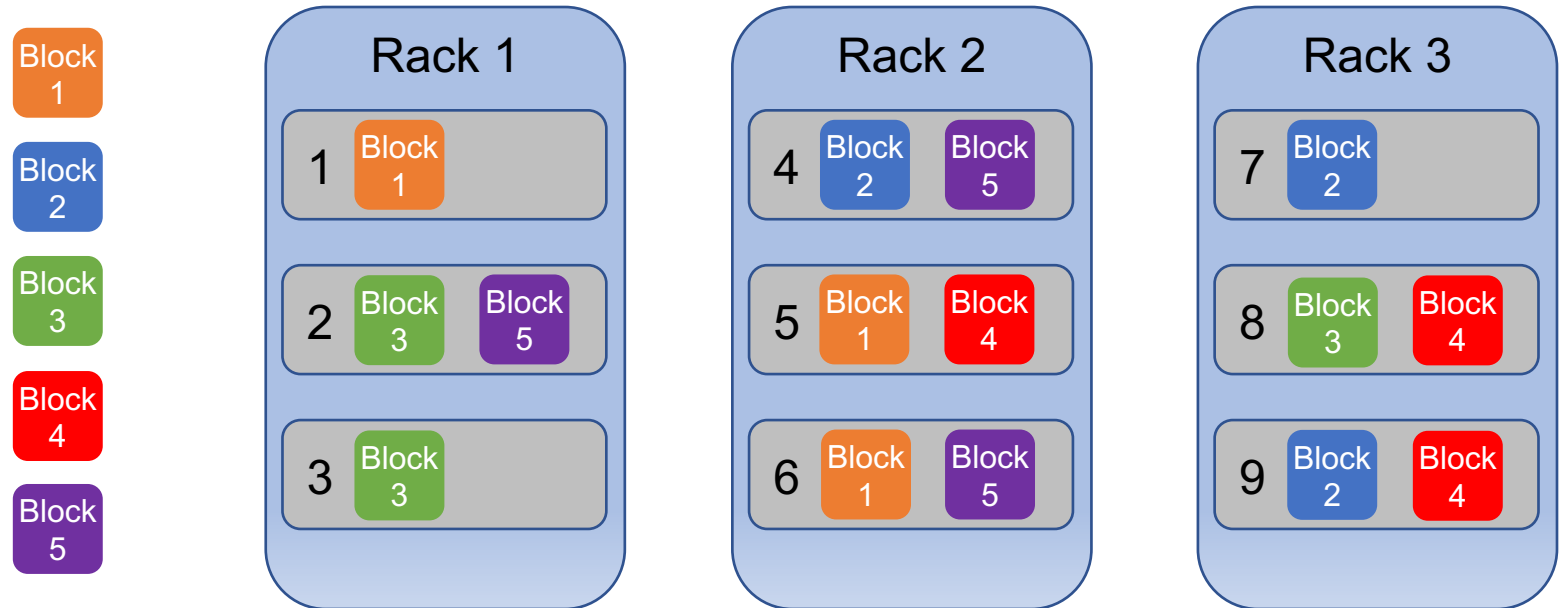 Block
1
Block
2
Block
3
Block
4
Block
5
Rack 1
1 Block
1
2 Block
3
Block
5
3 Block
3
Rack 2
4 Block
2
Block
5
5 Block
1
Block
4
6 Block
1
Block
5
Rack 3
7 Block
2
8 Block
3
Block
4
9 Block
2
Block
4